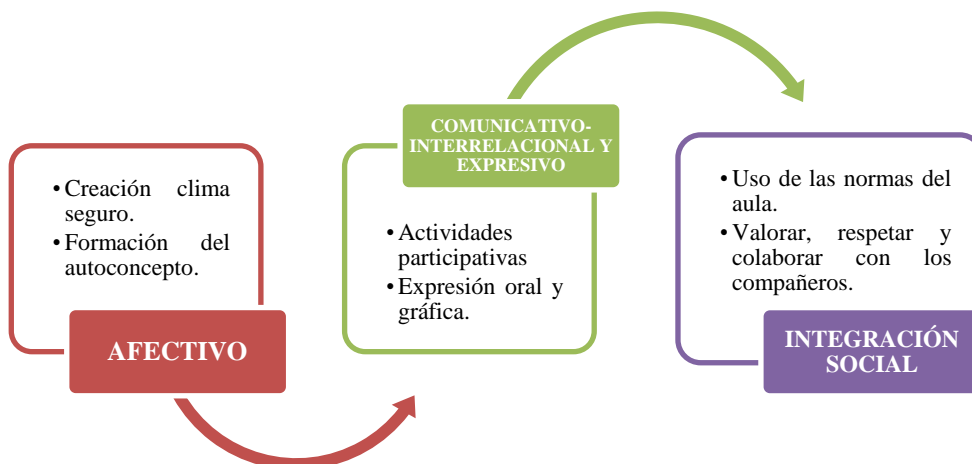 • Creación clima
seguro.
• Formación del
autoconcepto.
AFECTIVO
COMUNICATIVO-
INTERRELACIONAL Y
EXPRESIVO
• Actividades
participativas
• Expresión oral y
gráfica.
• Uso de las normas del
aula.
• Valorar, respetar y
colaborar con los
compañeros.
INTEGRACIÓN
SOCIAL